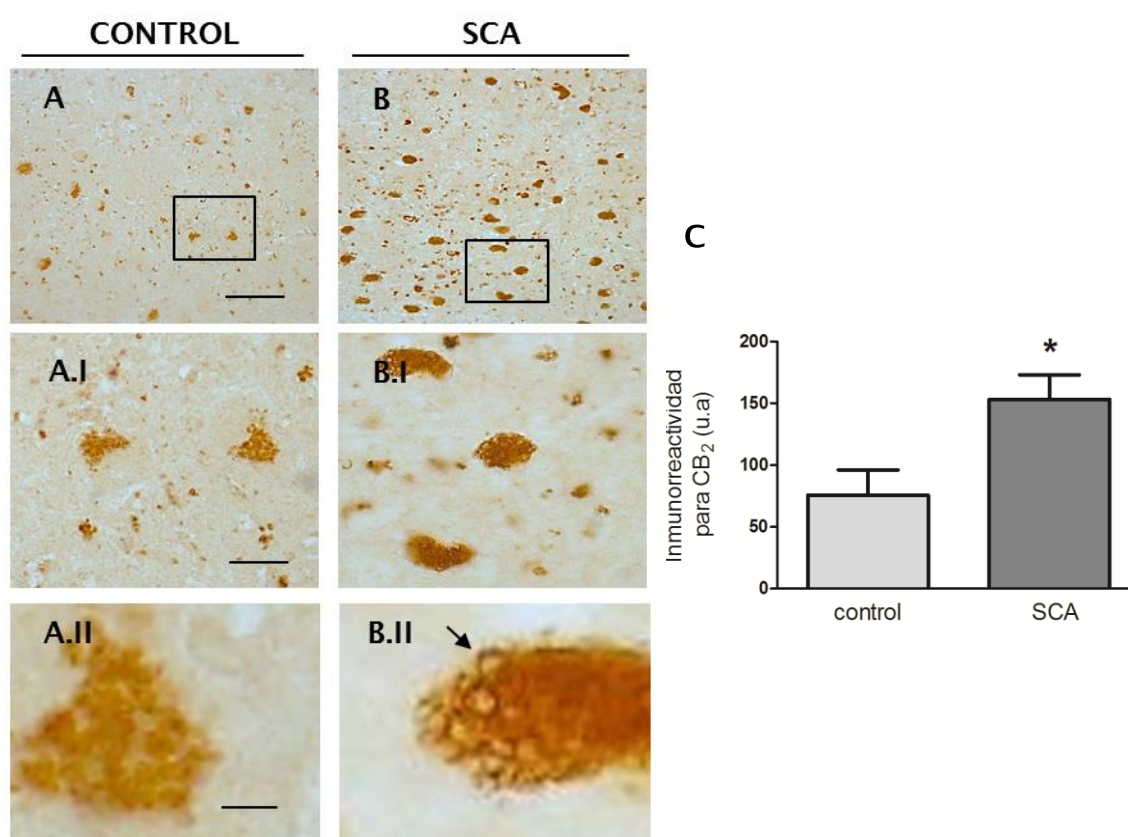 CONTROL
SCA
A
B
A.I
B.I
A.II
B.II
C
Inmunorreactividad
para CB₂ (u.a)
200
150
100
50
0
*
control
SCA